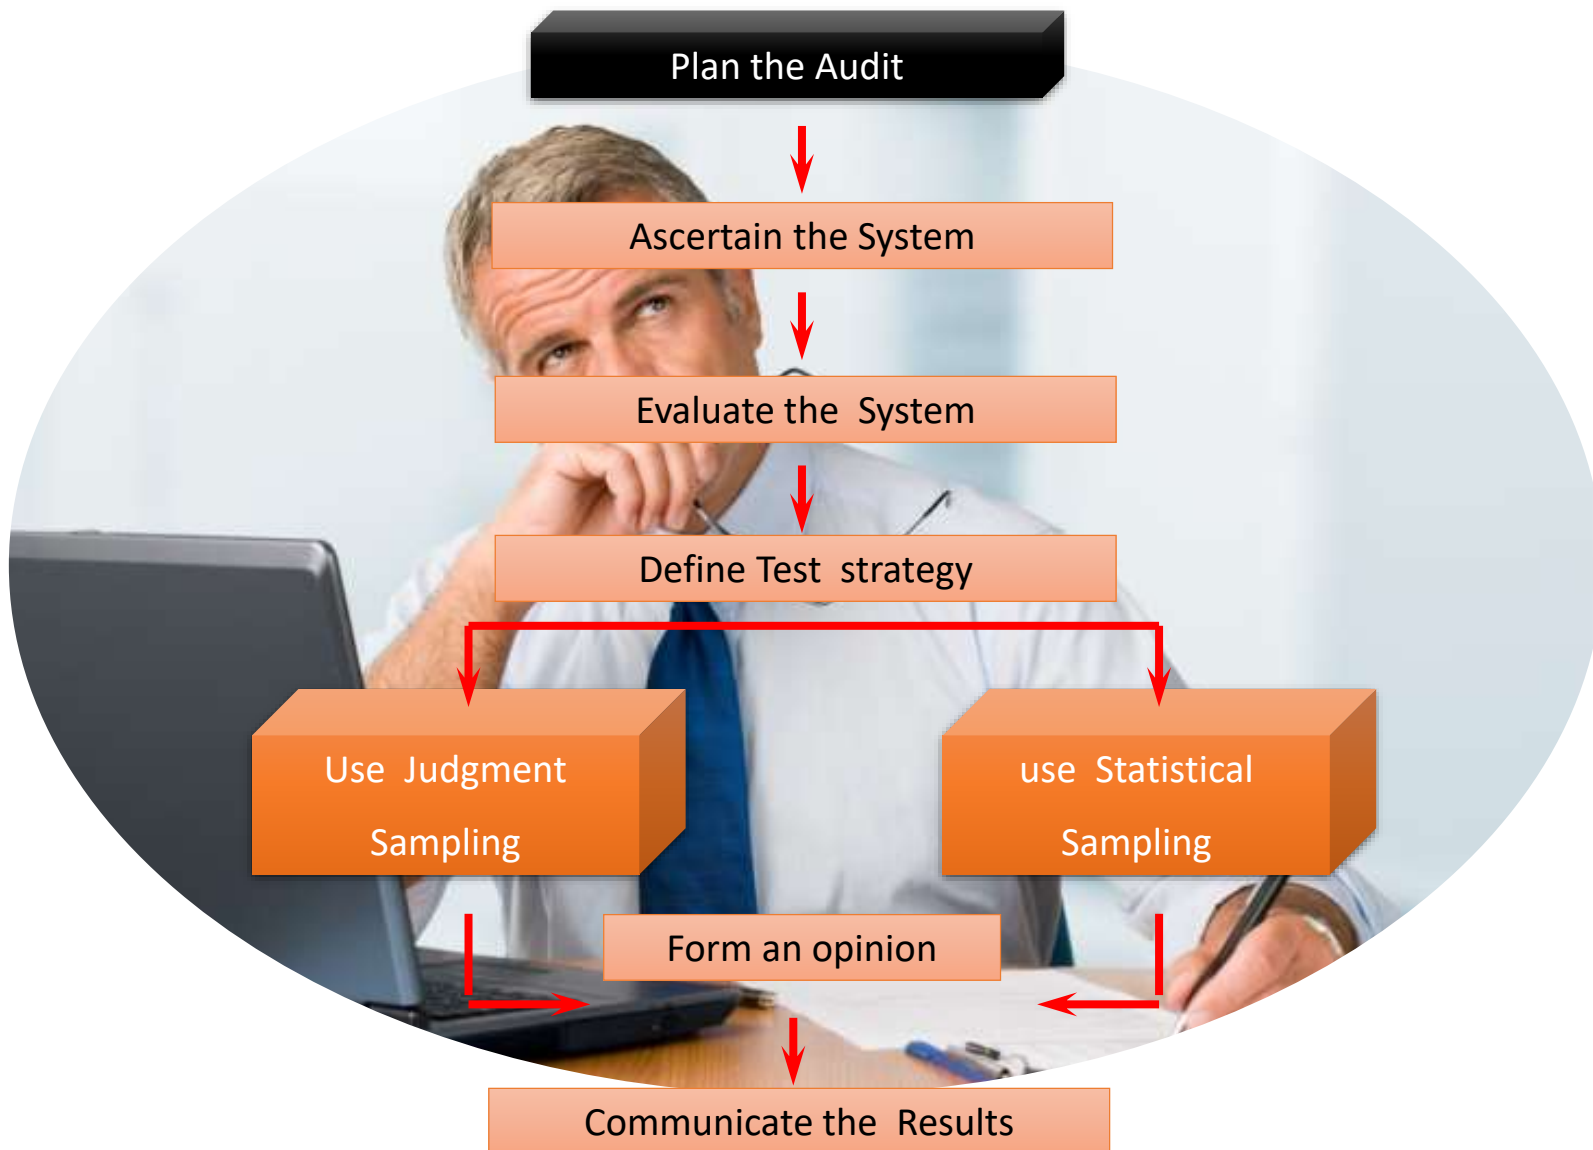 Plan the Audit
Ascertain the System
Evaluate the System
Define Test strategy
Use Judgment
Sampling
use Statistical
Sampling
Form an opinion
Communicate the Results